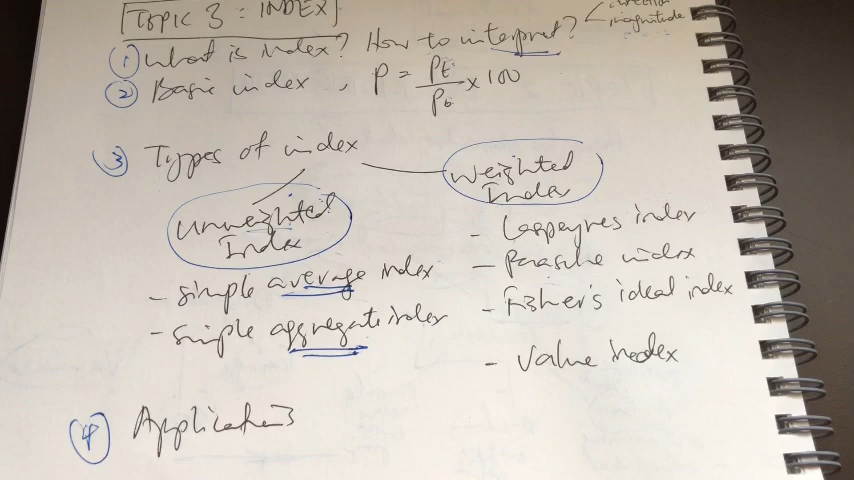 [TOPIC 3 : INDEX]
① What is index? How to interpret? < direction
magnitude
② Basic index, P = Pt/P0 × 100
③ Types of index
Unweighted Index
- simple average index
- simple aggregate index
Weighted Index
- Laspeyres index
- Paasche index
- Fisher's ideal index
- Value index
④ Applications